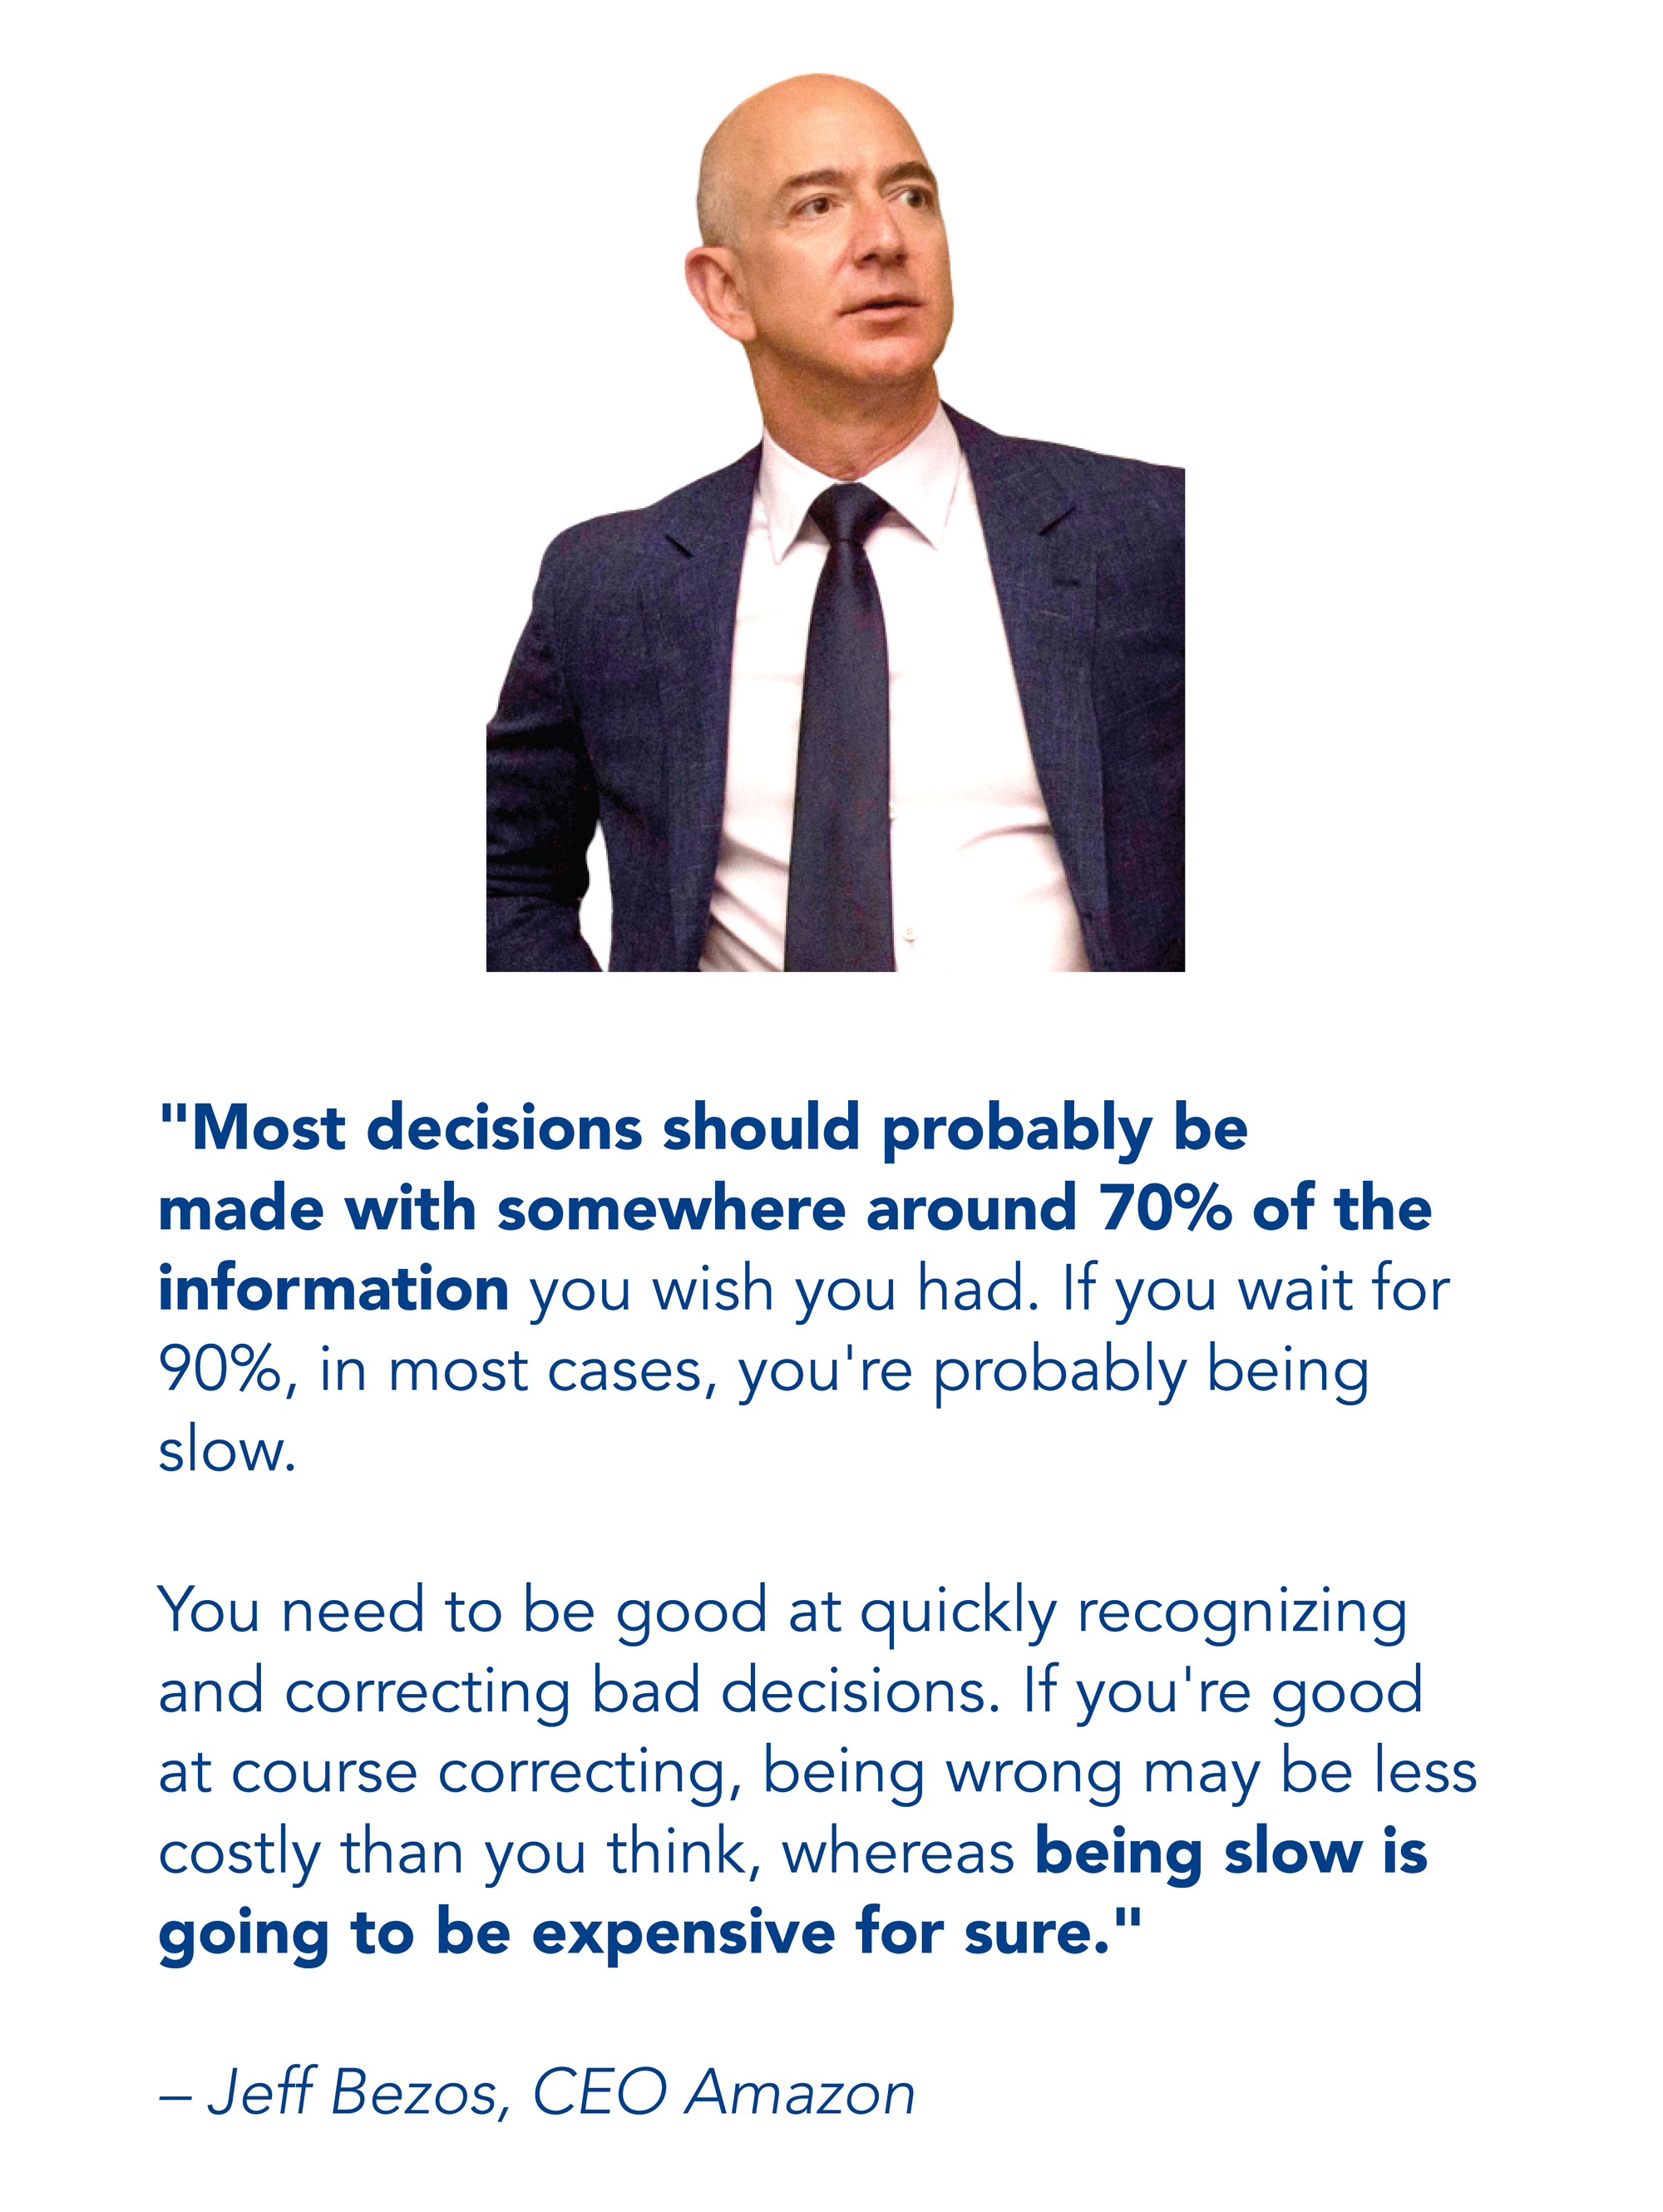 "Most decisions should probably be
made with somewhere around 70% of the
information you wish you had. If you wait for
90%, in most cases, you're probably being
slow.
You need to be good at quickly recognizing
and correcting bad decisions. If you're good
at course correcting, being wrong may be less
costly than you think, whereas being slow is
going to be expensive for sure."
– Jeff Bezos, CEO Amazon